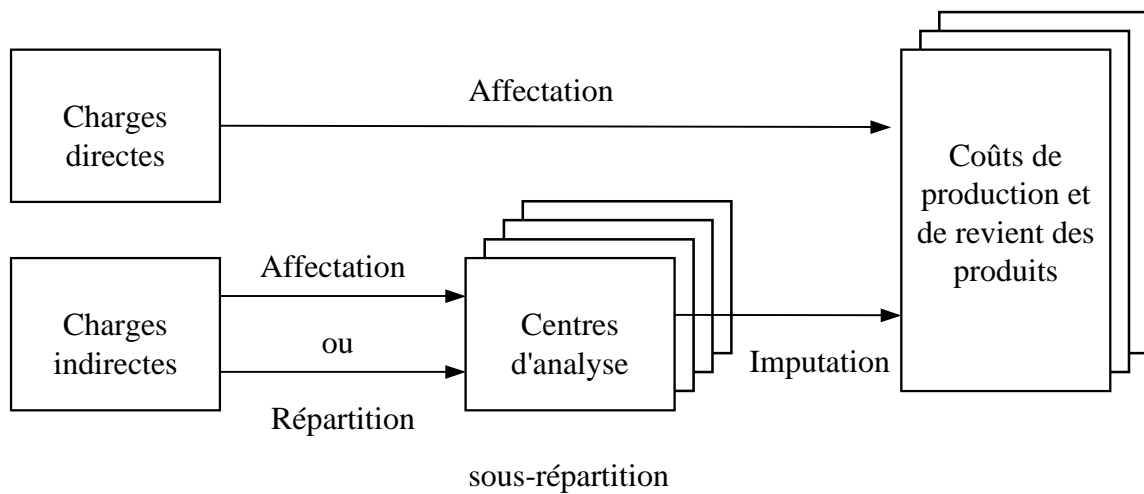 Charges
directes
Affectation
Coûts de
production et
de revient des
produits
Charges
indirectes
Affectation
ou
Répartition
Centres
d'analyse
Imputation
sous-répartition